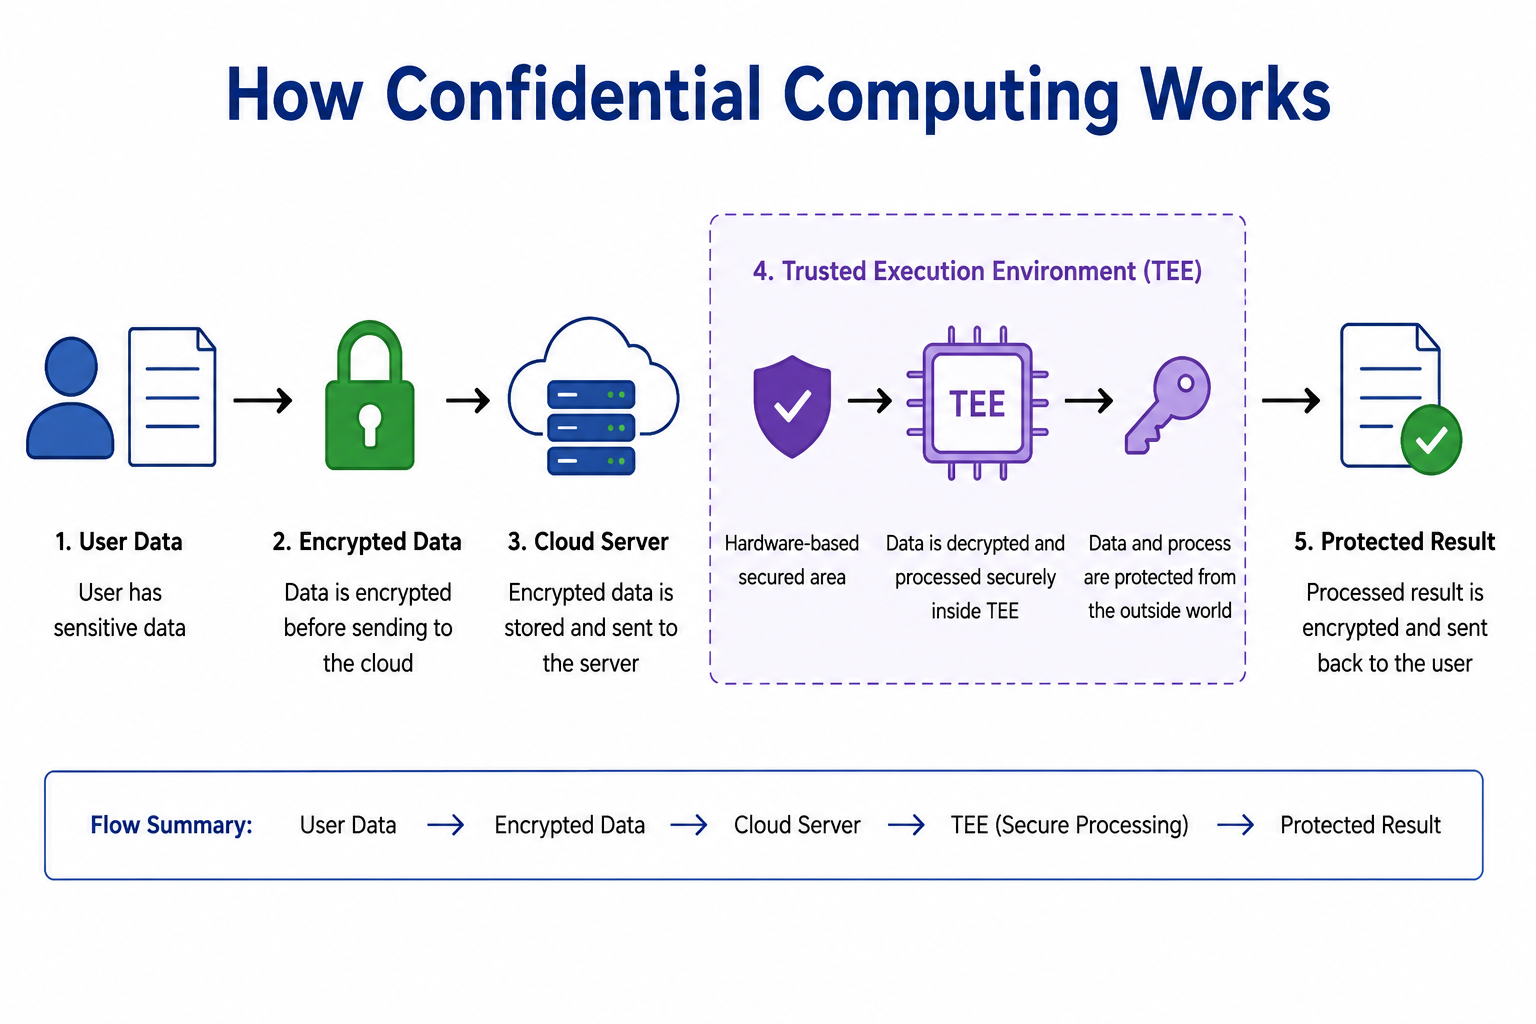 How Confidential Computing Works
4. Trusted Execution Environment (TEE)
TEE
1. User Data
User has
sensitive data
2. Encrypted Data
Data is encrypted
before sending to
the cloud
3. Cloud Server
Encrypted data is
stored and sent to
the server
Hardware-based
secured area
Data is decrypted and
processed securely
inside TEE
Data and process
are protected from
the outside world
5. Protected Result
Processed result is
encrypted and sent
back to the user
Flow Summary: User Data → Encrypted Data → Cloud Server → TEE (Secure Processing) → Protected Result